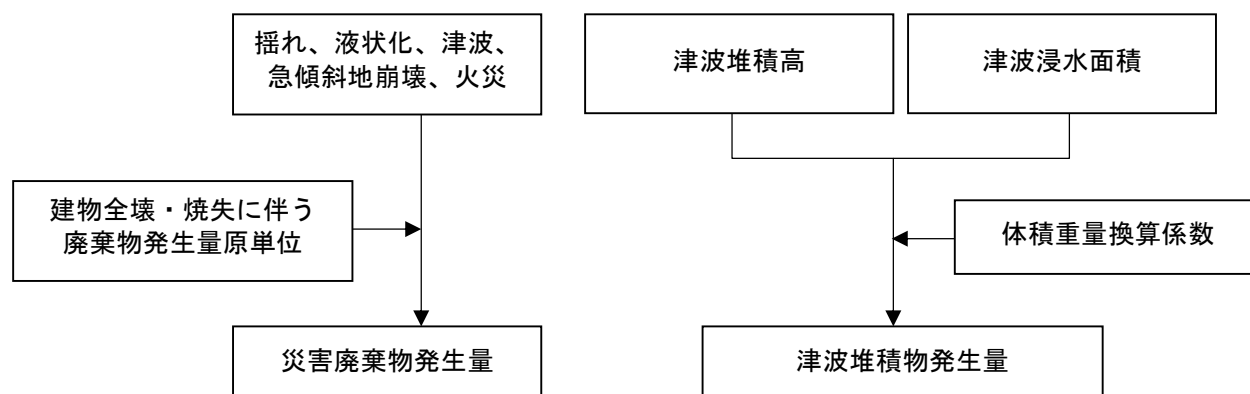 揺れ、液状化、津波、
急傾斜地崩壊、火災
津波堆積高
津波浸水面積
建物全壊・焼失に伴う
廃棄物発生量原単位
体積重量換算係数
災害廃棄物発生量
津波堆積物発生量